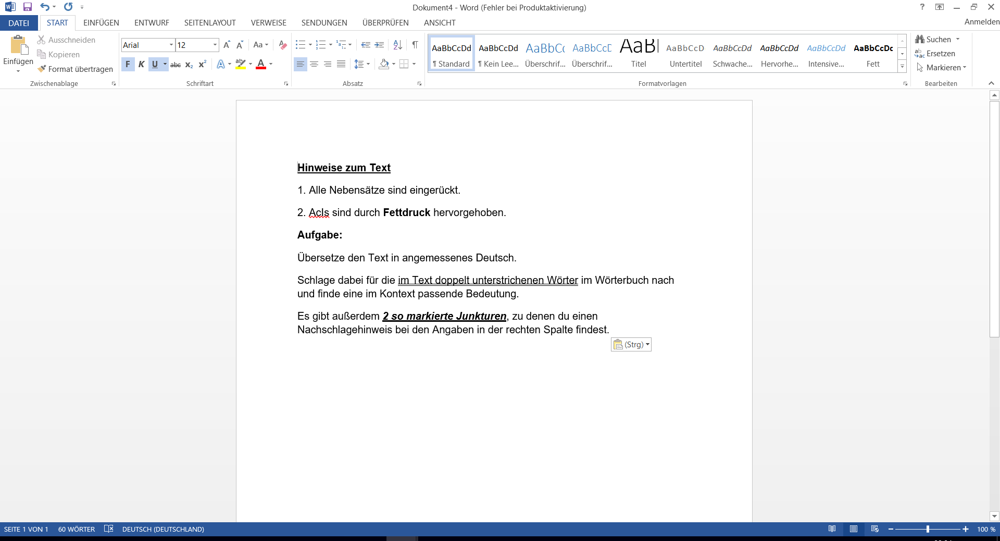 Dokument4 - Word (Fehler bei Produktaktivierung)
?
DATEI START EINFÜGEN ENTWURF SEITENLAYOUT VERWEISE SENDUNGEN ÜBERPRÜFEN ANSICHT Anmelden
Einfügen
Ausschneiden
Kopieren
Format übertragen
Zwischenablage
Arial 12 A A Aa
F K U abc x₂ x² A ab A
Schriftart
Absatz
AaBbCcDd AaBbCcDd AaBbCc AaBbCcD AaBl AaBbCcD AaBbCcDd AaBbCcDd AaBbCcDd AaBbCcDc
¶ Standard ¶ Kein Lee... Überschrif... Überschrif... Titel Untertitel Schwache... Hervorhe... Intensive... Fett
Formatvorlagen
Suchen
Ersetzen
Markieren
Bearbeiten
Hinweise zum Text
1. Alle Nebensätze sind eingerückt.
2. AcIs sind durch Fettdruck hervorgehoben.
Aufgabe:
Übersetze den Text in angemessenes Deutsch.
Schlage dabei für die im Text doppelt unterstrichenen Wörter im Wörterbuch nach
und finde eine im Kontext passende Bedeutung.
Es gibt außerdem 2 so markierte Junkturen, zu denen du einen
Nachschlagehinweis bei den Angaben in der rechten Spalte findest.
(Strg)
SEITE 1 VON 1 60 WÖRTER DEUTSCH (DEUTSCHLAND) 100 %